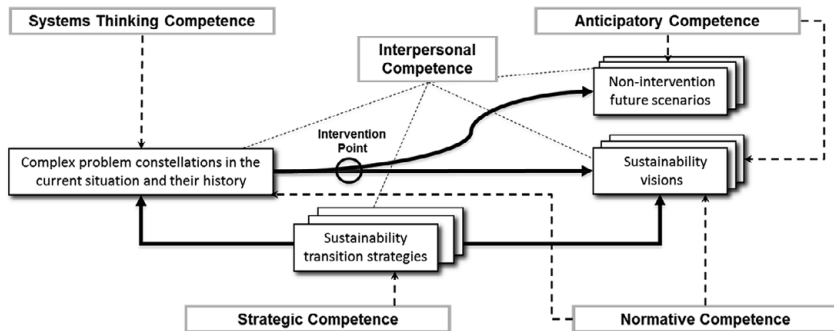 Systems Thinking Competence
Anticipatory Competence
Interpersonal
Competence
Non-intervention
future scenarios
Intervention
Point
Complex problem constellations in the
current situation and their history
Sustainability
visions
Sustainability
transition strategies
Strategic Competence
Normative Competence